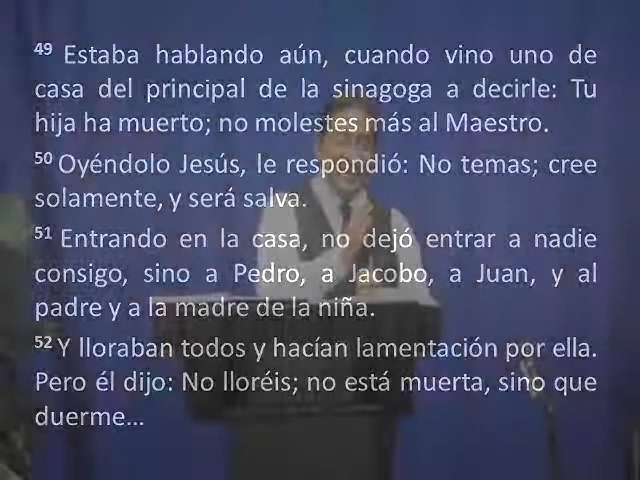 49 Estaba hablando aún, cuando vino uno de
casa del principal de la sinagoga a decirle: Tu
hija ha muerto; no molestes más al Maestro.
50 Oyéndolo Jesús, le respondió: No temas; cree
solamente, y será salva.
51 Entrando en la casa, no dejó entrar a nadie
consigo, sino a Pedro, a Jacobo, a Juan, y al
padre y a la madre de la niña.
52 Y lloraban todos y hacían lamentación por ella.
Pero él dijo: No lloréis; no está muerta, sino que
duerme...